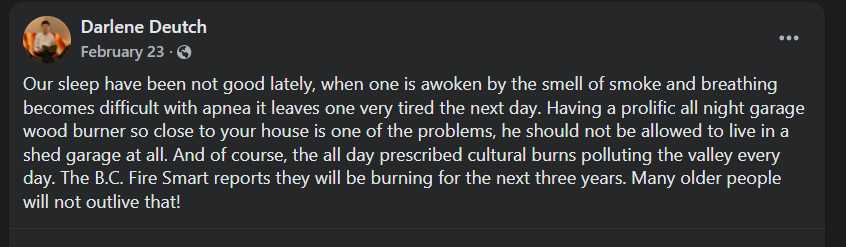 Darlene Deutch
February 23 ·
Our sleep have been not good lately, when one is awoken by the smell of smoke and breathing
becomes difficult with apnea it leaves one very tired the next day. Having a prolific all night garage
wood burner so close to your house is one of the problems, he should not be allowed to live in a
shed garage at all. And of course, the all day prescribed cultural burns polluting the valley every
day. The B.C. Fire Smart reports they will be burning for the next three years. Many older people
will not outlive that!